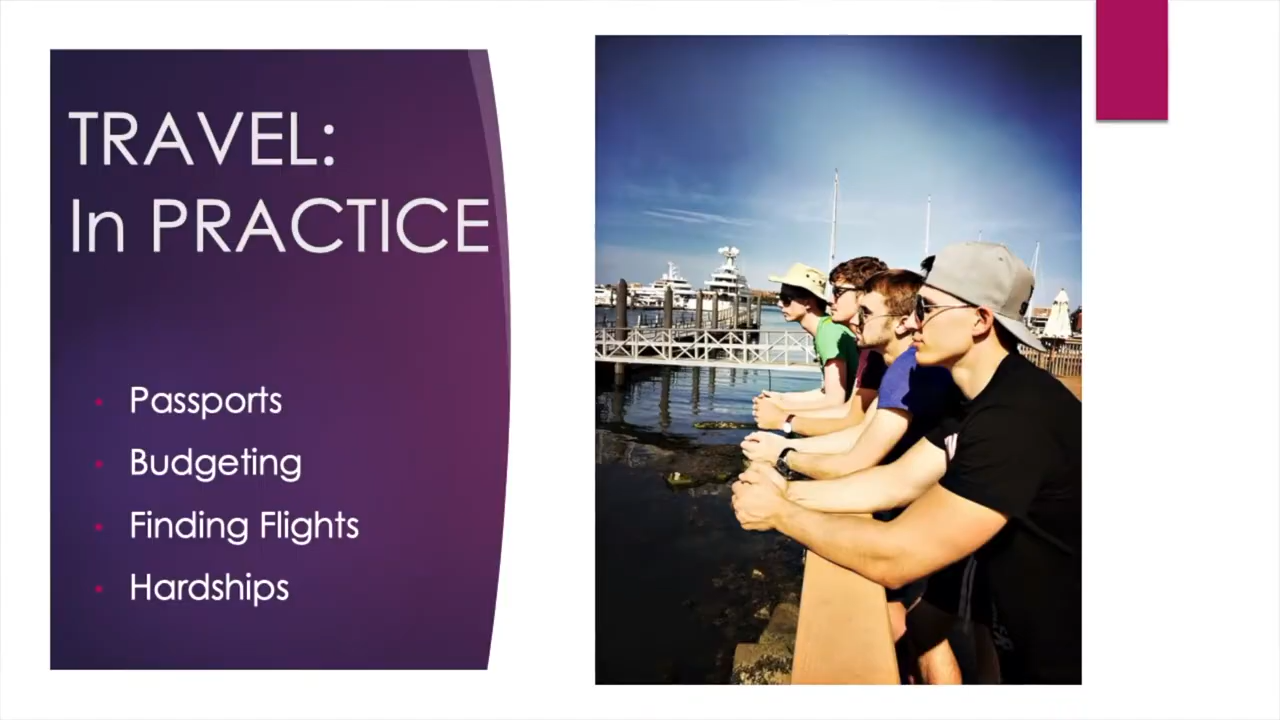 TRAVEL:
In PRACTICE
Passports
Budgeting
Finding Flights
Hardships